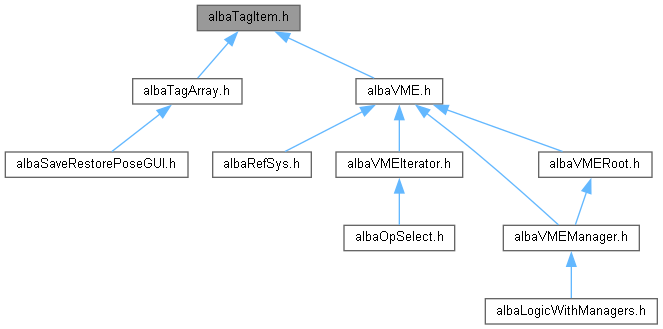 albaTagItem.h
albaTagArray.h
albaVME.h
albaSaveRestorePoseGUI.h
albaRefSys.h
albaVMEIterator.h
albaVMERoot.h
albaOpSelect.h
albaVMEManager.h
albaLogicWithManagers.h